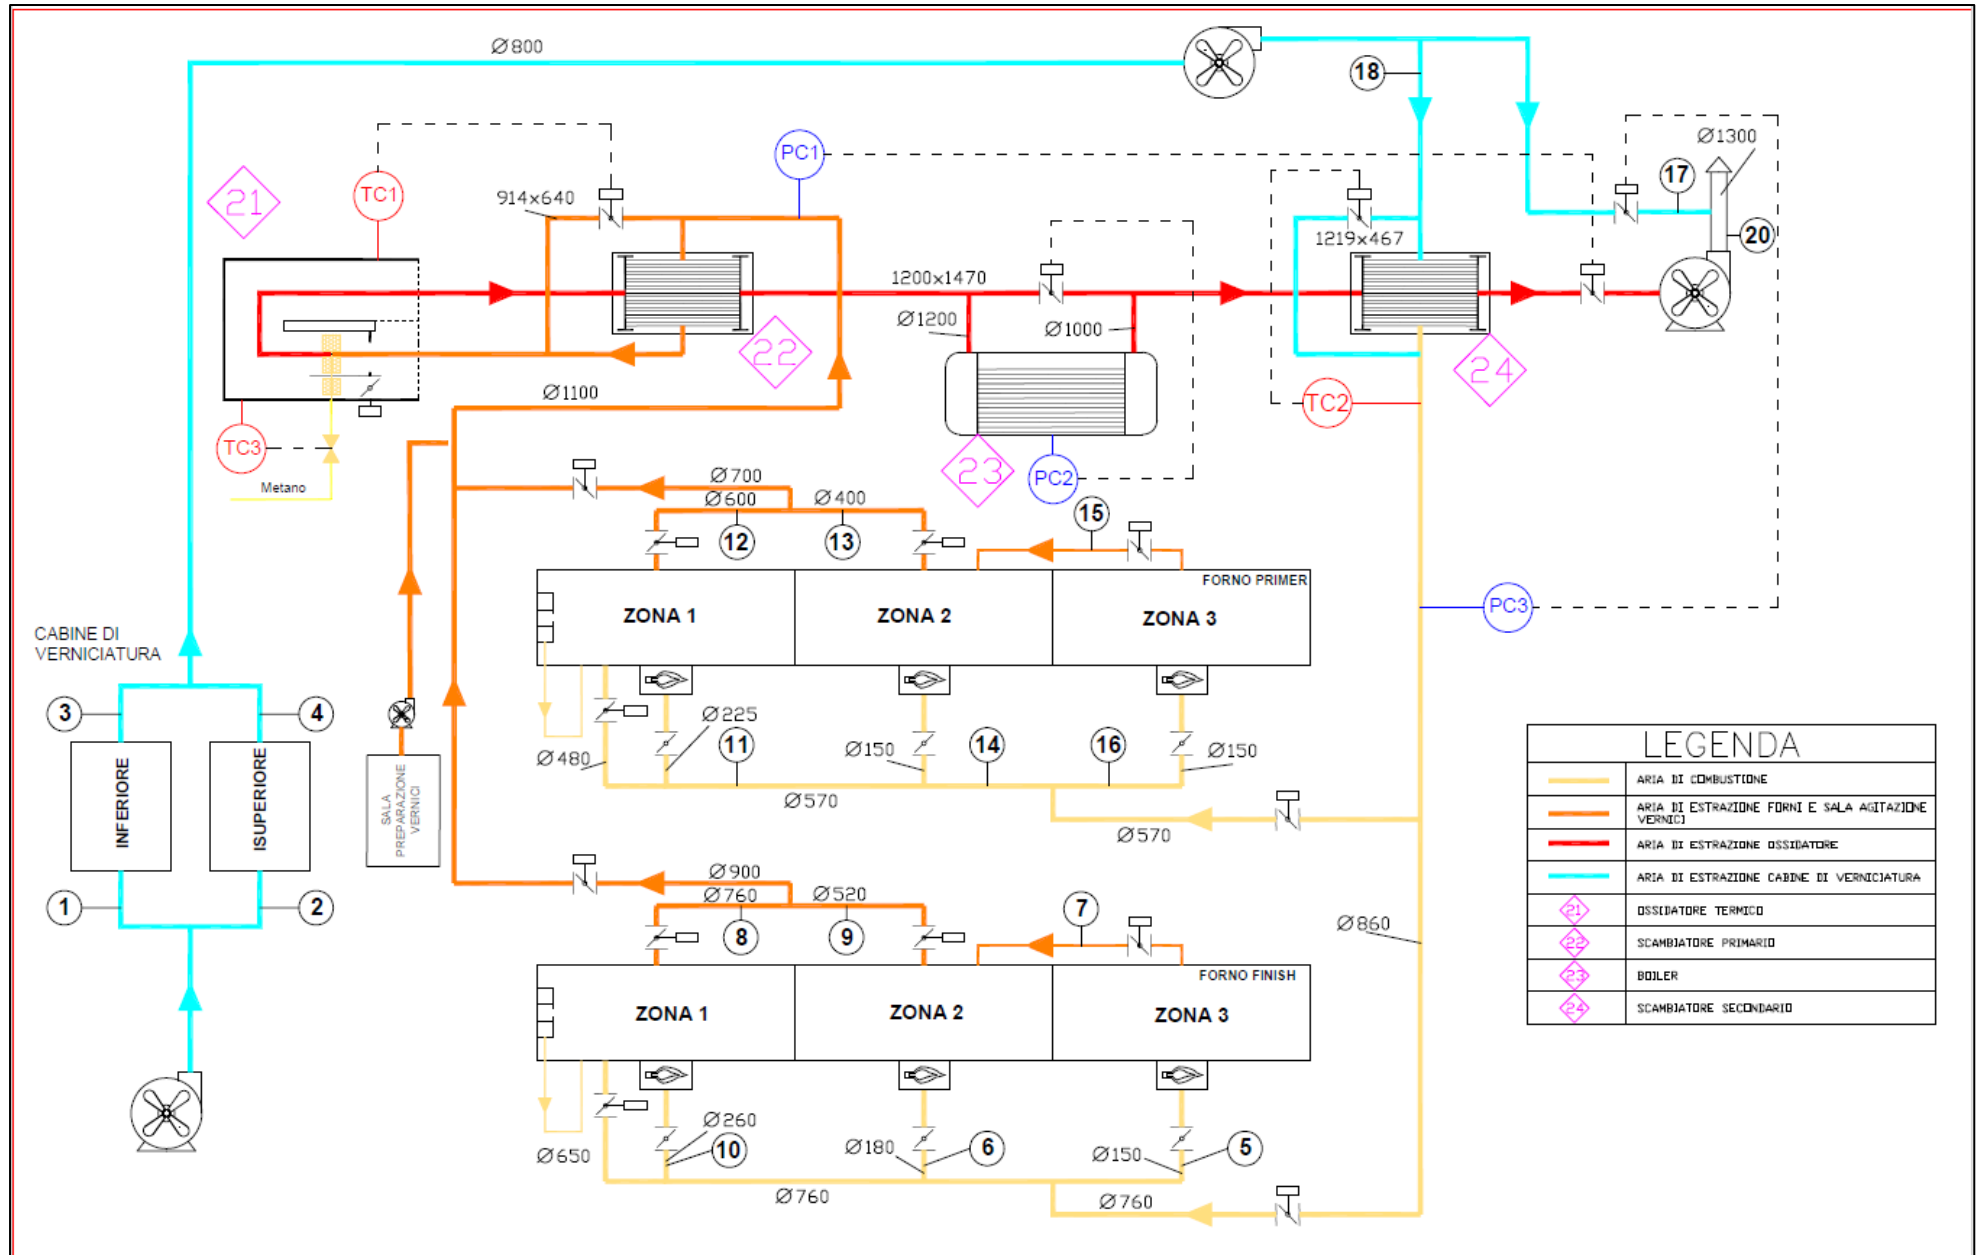 Ø800
18
Ø1300
PC1
17
21
TC1
914x640
1219x467
20
1200x1470
Ø1200
Ø1000
22
24
Ø1100
TC2
TC3
23
PC2
Metano
Ø700
Ø600
Ø400
12
13
15
FORNO PRIMER
ZONA 1
ZONA 2
ZONA 3
PC3
CABINE DI
VERNICIATURA
3
4
Ø225
11
14
16
Ø480
Ø150
Ø150
Ø570
Ø570
INFERIORE
ISUPERIORE
SALA
PREPARAZIONE
VERNICI
1
2
Ø900
Ø760
Ø520
8
9
7
Ø860
FORNO FINISH
ZONA 1
ZONA 2
ZONA 3
Ø260
10
Ø180
6
Ø150
5
Ø650
Ø760
Ø760
LEGENDA
ARIA DI COMBUSTIONE
ARIA DI ESTRAZIONE FORNI E SALA AGITAZIONE
VERNICI
ARIA DI ESTRAZIONE OSSIDATORE
ARIA DI ESTRAZIONE CABINE DI VERNICIATURA
21 OSSIDATORE TERMICO
22 SCAMBIATORE PRIMARIO
23 BOILER
24 SCAMBIATORE SECONDARIO